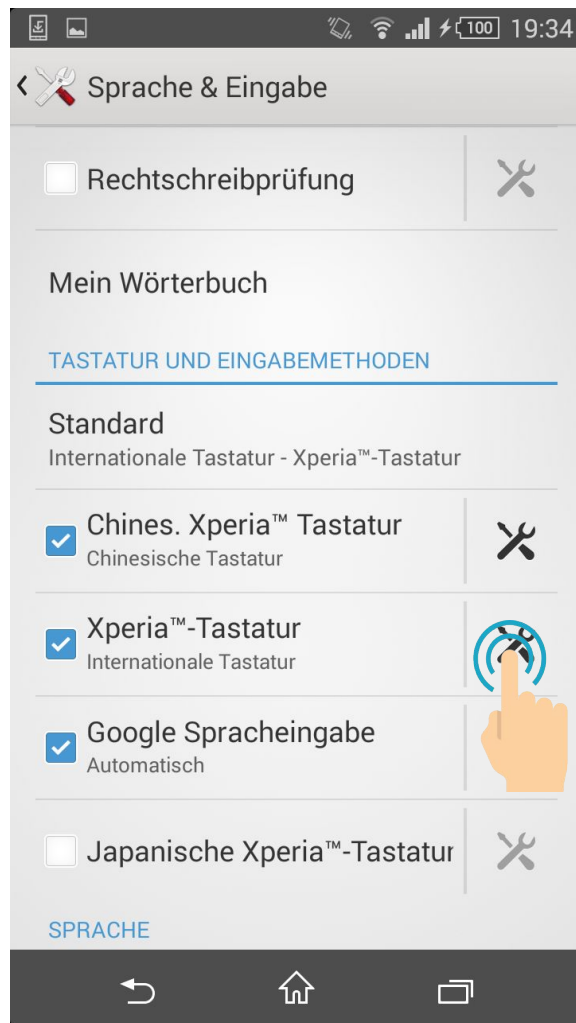 100 19:34
Sprache & Eingabe
Rechtschreibprüfung
Mein Wörterbuch
TASTATUR UND EINGABEMETHODEN
Standard
Internationale Tastatur - Xperia™-Tastatur
Chines. Xperia™ Tastatur
Chinesische Tastatur
Xperia™-Tastatur
Internationale Tastatur
Google Spracheingabe
Automatisch
Japanische Xperia™-Tastatur
SPRACHE